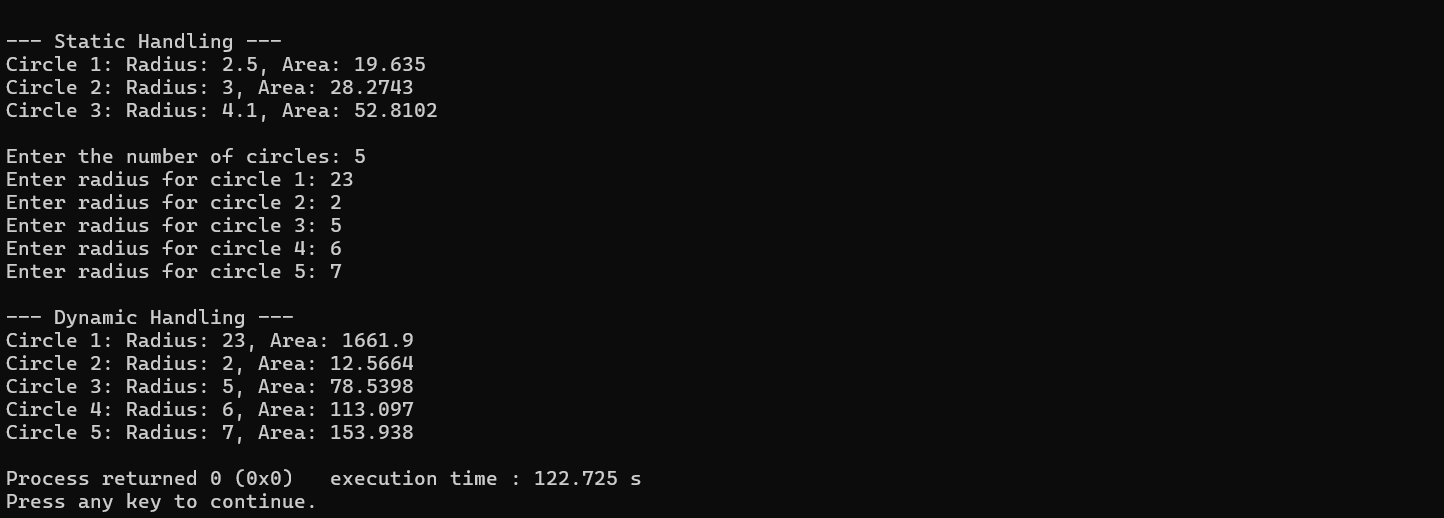 --- Static Handling ---
Circle 1: Radius: 2.5, Area: 19.635
Circle 2: Radius: 3, Area: 28.2743
Circle 3: Radius: 4.1, Area: 52.8102
Enter the number of circles: 5
Enter radius for circle 1: 23
Enter radius for circle 2: 2
Enter radius for circle 3: 5
Enter radius for circle 4: 6
Enter radius for circle 5: 7
--- Dynamic Handling ---
Circle 1: Radius: 23, Area: 1661.9
Circle 2: Radius: 2, Area: 12.5664
Circle 3: Radius: 5, Area: 78.5398
Circle 4: Radius: 6, Area: 113.097
Circle 5: Radius: 7, Area: 153.938
Process returned 0 (0x0)   execution time : 122.725 s
Press any key to continue.